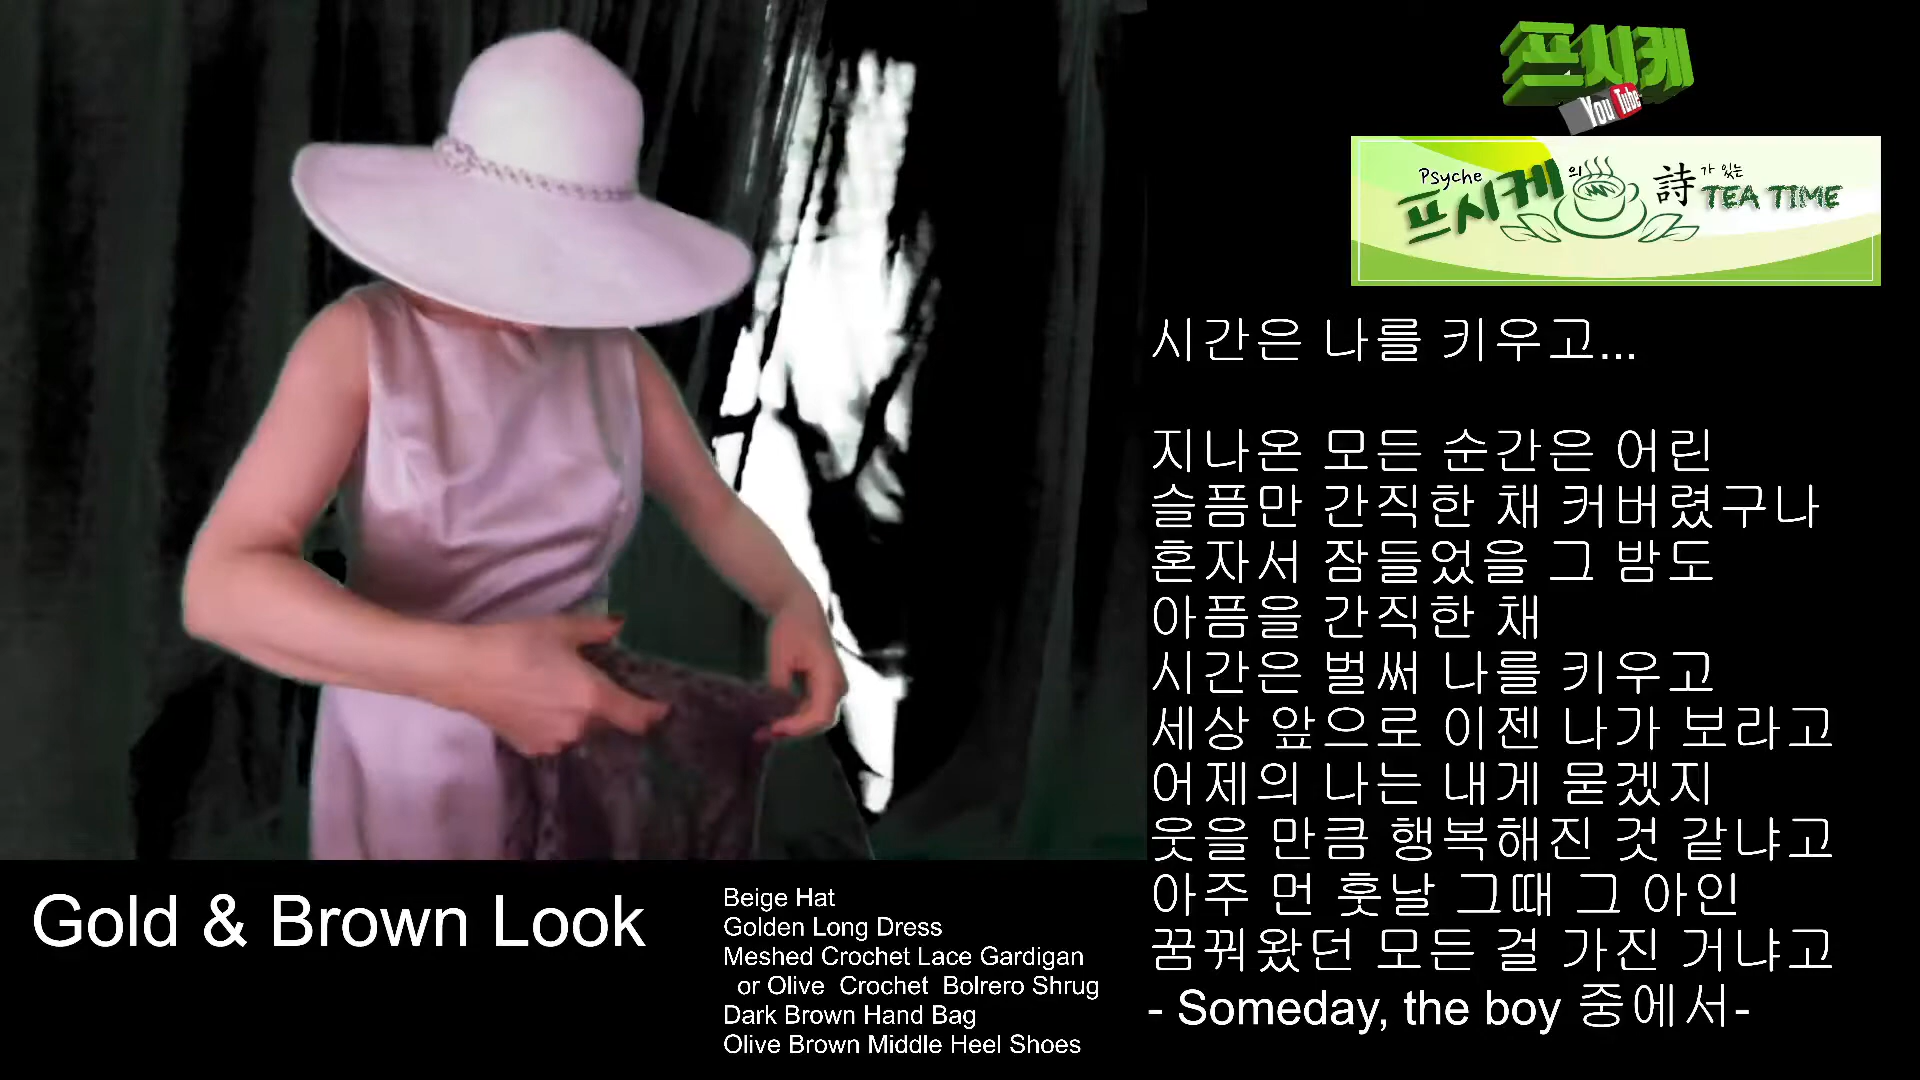 프시케
YouTube
Psyche
프시케의 詩가 있는 TEA TIME
시간은 나를 키우고...
지나온 모든 순간은 어린
슬픔만 간직한 채 커버렸구나
혼자서 잠들었을 그 밤도
아픔을 간직한 채
시간은 벌써 나를 키우고
세상 앞으로 이젠 나가 보라고
어제의 나는 내게 묻겠지
웃을 만큼 행복해진 것 같냐고
아주 먼 훗날 그때 그 아인
꿈꿔왔던 모든 걸 가진 거냐고
- Someday, the boy 중에서-
Gold & Brown Look
Beige Hat
Golden Long Dress
Meshed Crochet Lace Gardigan
or Olive Crochet Bolrero Shrug
Dark Brown Hand Bag
Olive Brown Middle Heel Shoes